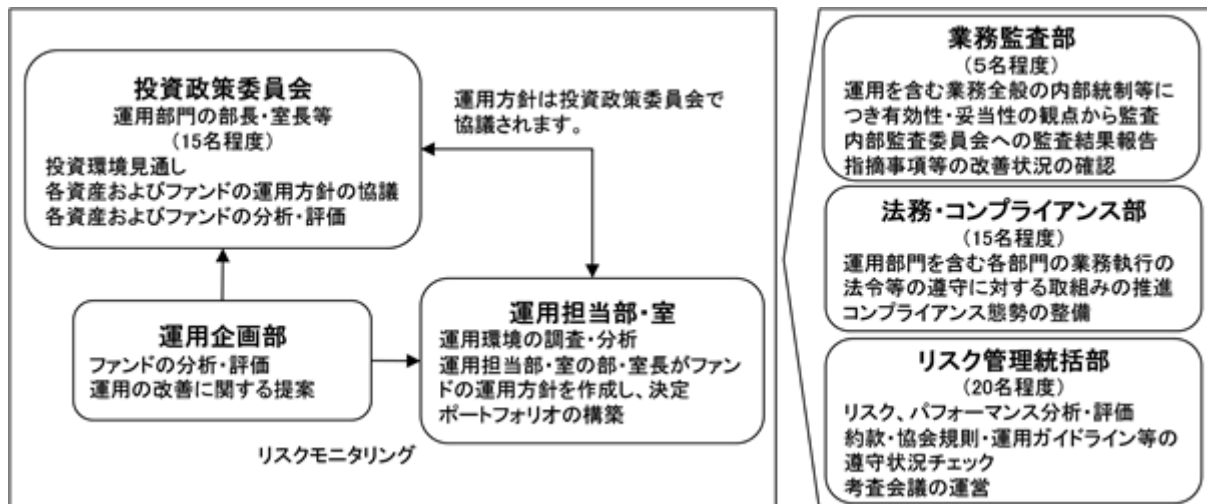 投資政策委員会
運用部門の部長・室長等
(15名程度)
投資環境見通し
各資産およびファンドの運用方針の協議
各資産およびファンドの分析・評価
運用方針は投資政策委員会で
協議されます。
運用企画部
ファンドの分析・評価
運用の改善に関する提案
運用担当部・室
運用環境の調査・分析
運用担当部・室の部・室長がファン
ドの運用方針を作成し、決定
ポートフォリオの構築
リスクモニタリング
業務監査部
(5名程度)
運用を含む業務全般の内部統制等に
つき有効性・妥当性の観点から監査
内部監査委員会への監査結果報告
指摘事項等の改善状況の確認
法務・コンプライアンス部
(15名程度)
運用部門を含む各部門の業務執行の
法令等の遵守に対する取組みの推進
コンプライアンス態勢の整備
リスク管理統括部
(20名程度)
リスク、パフォーマンス分析・評価
約款・協会規則・運用ガイドライン等の
遵守状況チェック
考査会議の運営